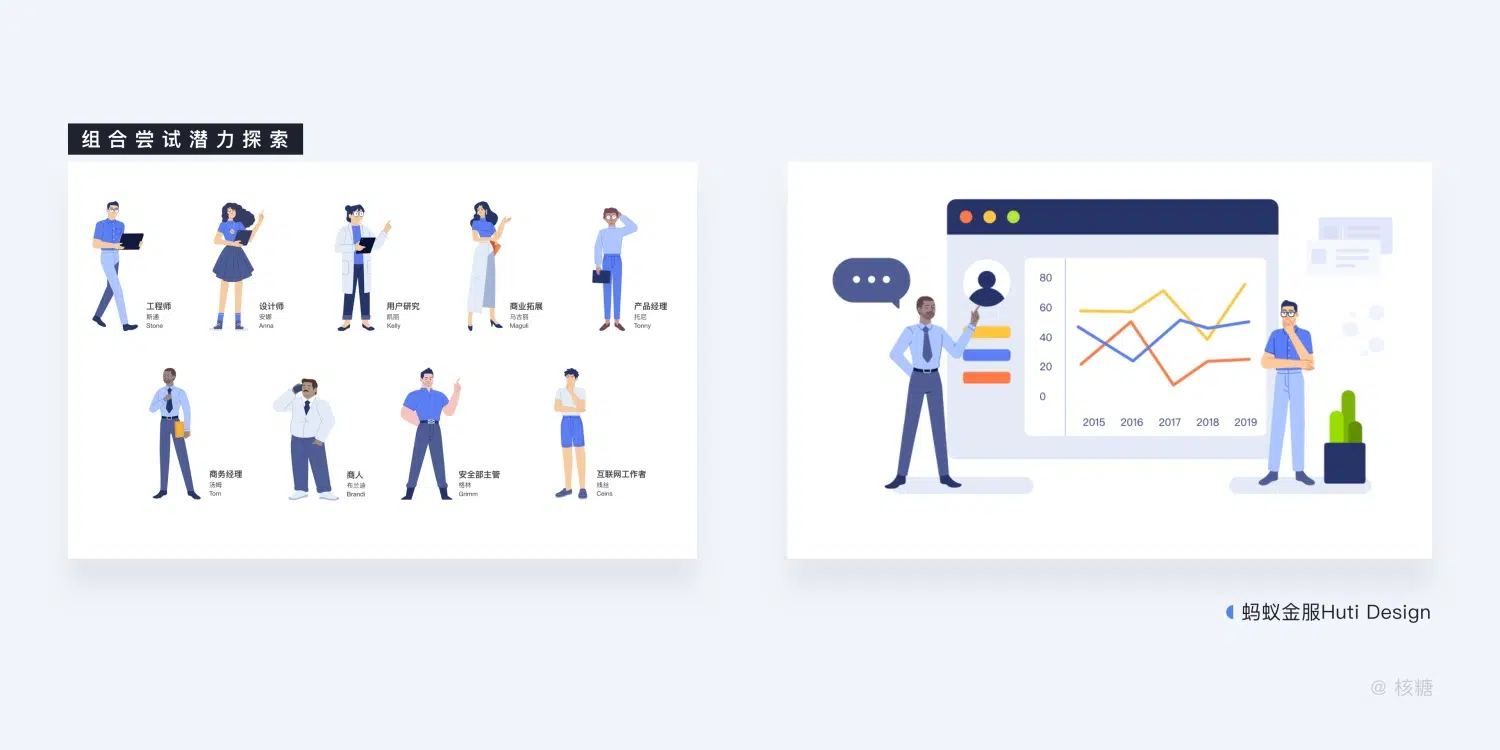 组合尝试潜力探索
工程师
斯通
Stone
设计师
安娜
Anna
用户研究
凯丽
Kelly
商业拓展
马古丽
Maguli
产品经理
托尼
Tonny
商务经理
汤姆
Tom
商人
布兰迪
Brandi
安全部主管
格林
Grimm
互联网工作者
线丝
Ceins
80
60
40
20
0
2015 2016 2017 2018 2019
蚂蚁金服Huti Design
@ 核糖